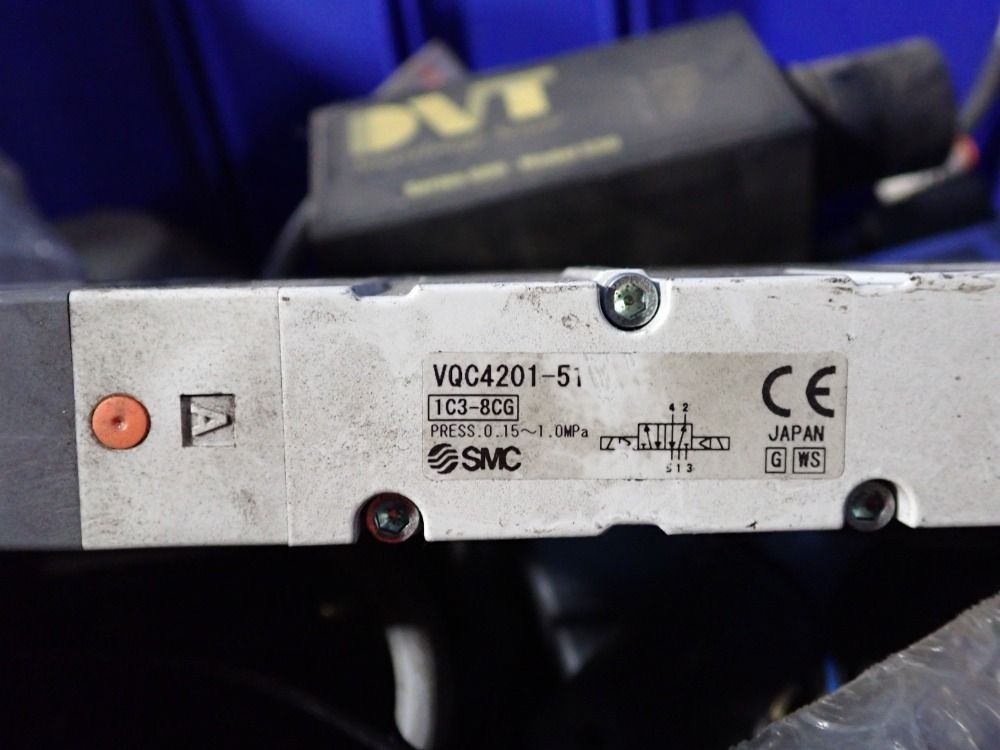 DVT
A
VQC4201-51
1C3-8CG
PRESS.0.15～1.0MPa
SMC
4 2
5 1 3
CE
JAPAN
G WS